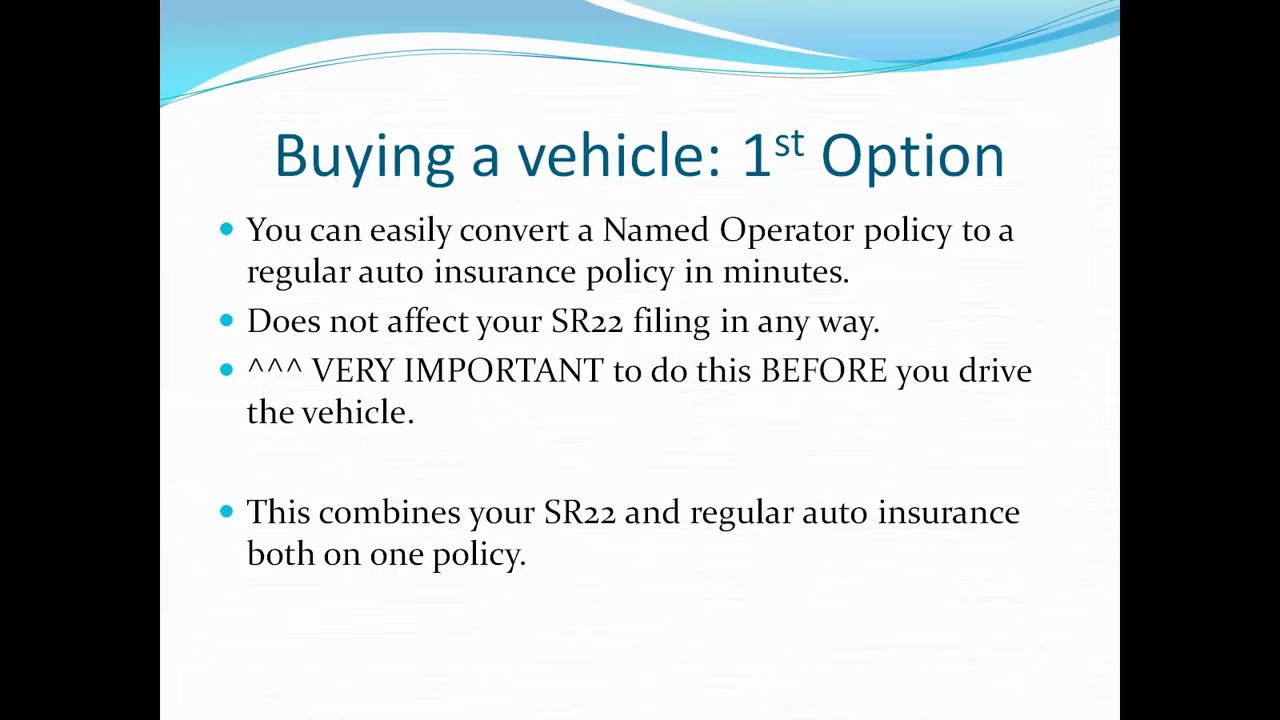 Buying a vehicle: 1st Option
• You can easily convert a Named Operator policy to a
regular auto insurance policy in minutes.
• Does not affect your SR22 filing in any way.
• ^^^ VERY IMPORTANT to do this BEFORE you drive
the vehicle.
• This combines your SR22 and regular auto insurance
both on one policy.